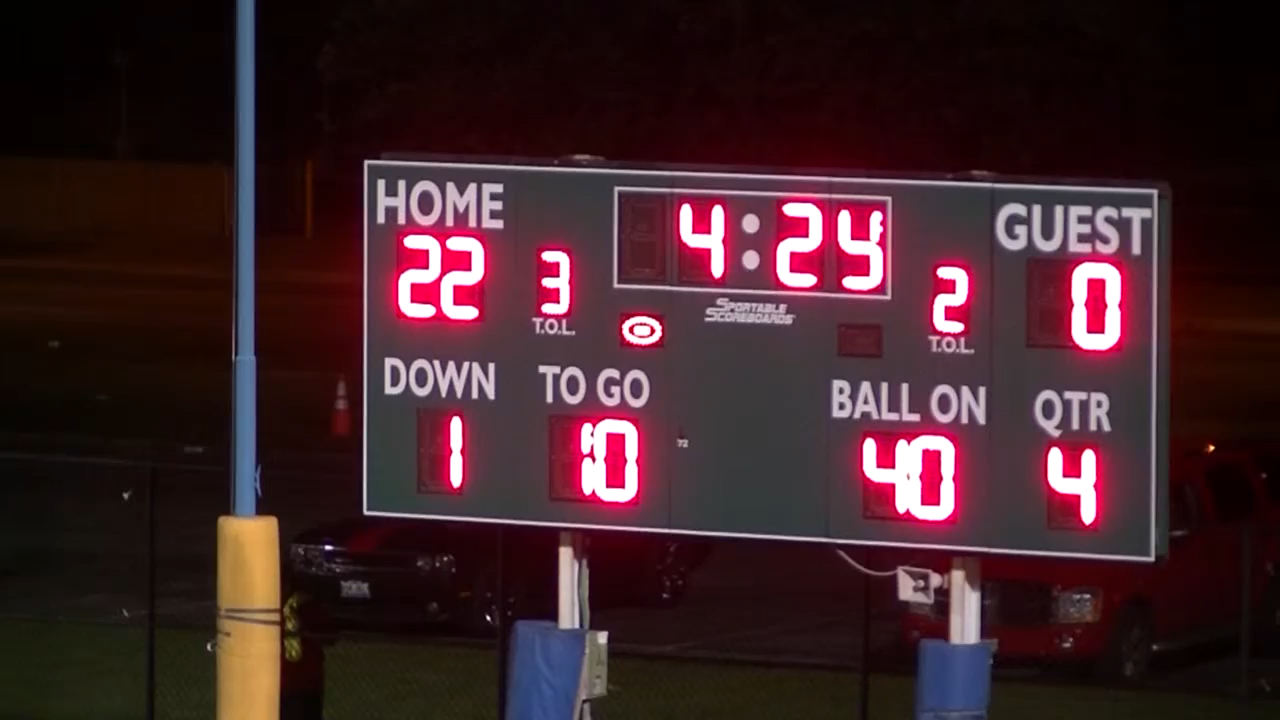 HOME
4:24
GUEST
22
3
T.O.L.
SPORTABLE
SCOREBOARDS
2
T.O.L.
0
DOWN
TO GO
BALL ON
QTR
1
10
72
40
4